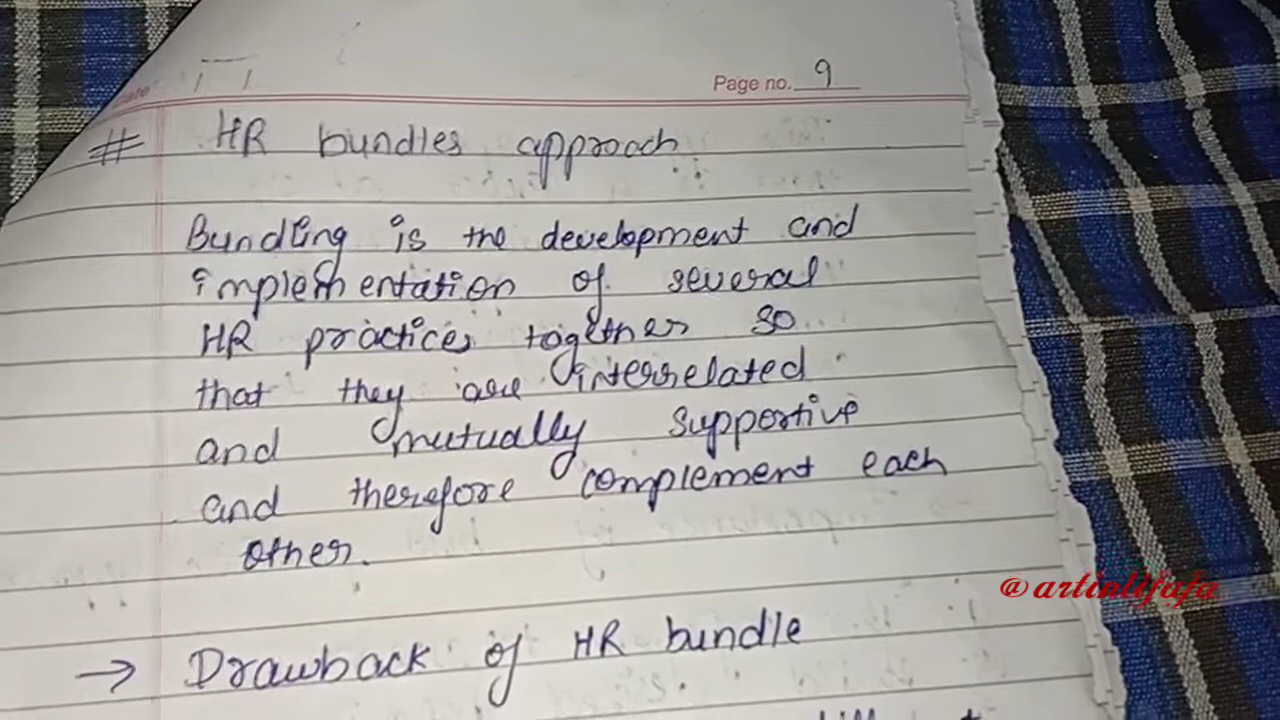 Page no. 9
# HR bundles approach
Bundling is the development and
implementation of several
HR practices together so
that they are interrelated
and mutually supportive
and therefore complement each
other.
@artinlifafa
→ Drawback of HR bundle